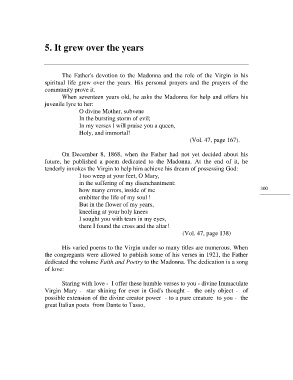 5. It grew over the years
The Father's devotion to the Madonna and the role of the Virgin in his
spiritual life grew over the years. His personal prayers and the prayers of the
community prove it.
When seventeen years old, he asks the Madonna for help and offers his
juvenile lyre to her:
O divine Mother, subvene
In the bursting storm of evil;
In my verses I will praise you a queen,
Holy, and immortal!
(Vol. 47, page 167).
On December 8, 1868, when the Father had not yet decided about his
future, he published a poem dedicated to the Madonna. At the end of it, he
tenderly invokes the Virgin to help him achieve his dream of possessing God:
I too weep at your feet, O Mary,
in the suffering of my disenchantment:
how many errors, inside of me
embitter the life of my soul !
But in the flower of my years,
kneeling at your holy knees
I sought you with tears in my eyes,
there I found the cross and the altar!
(Vol. 47, page 138)
160
His varied poems to the Virgin under so many titles are numerous. When
the congregants were allowed to publish some of his verses in 1921, the Father
dedicated the volume Faith and Poetry to the Madonna. The dedication is a song
of love:
Staring with love - I offer these humble verses to you - divine Immaculate
Virgin Mary - star shining for ever in God's thought - the only object - of
possible extension of the divine creator power - to a pure creature to you - the
great Italian poets from Dante to Tasso,